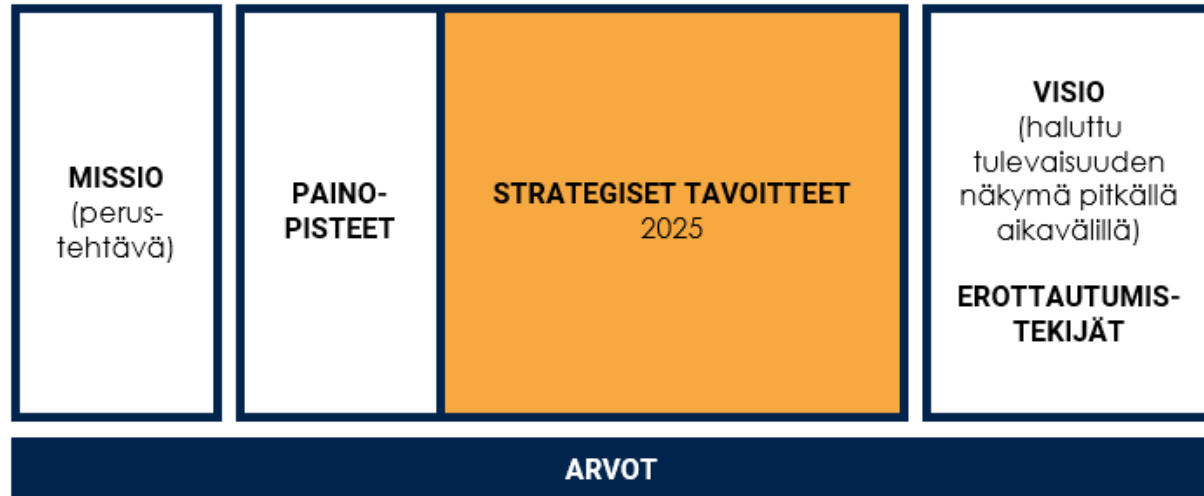 MISSIO
(perus-
tehtävä)
PAINO-
PISTEET
STRATEGISET TAVOITTEET
2025
VISIO
(haluttu
tulevaisuuden
näkymä pitkällä
aikavälillä)
EROTTAUTUMIS-
TEKIJÄT
ARVOT